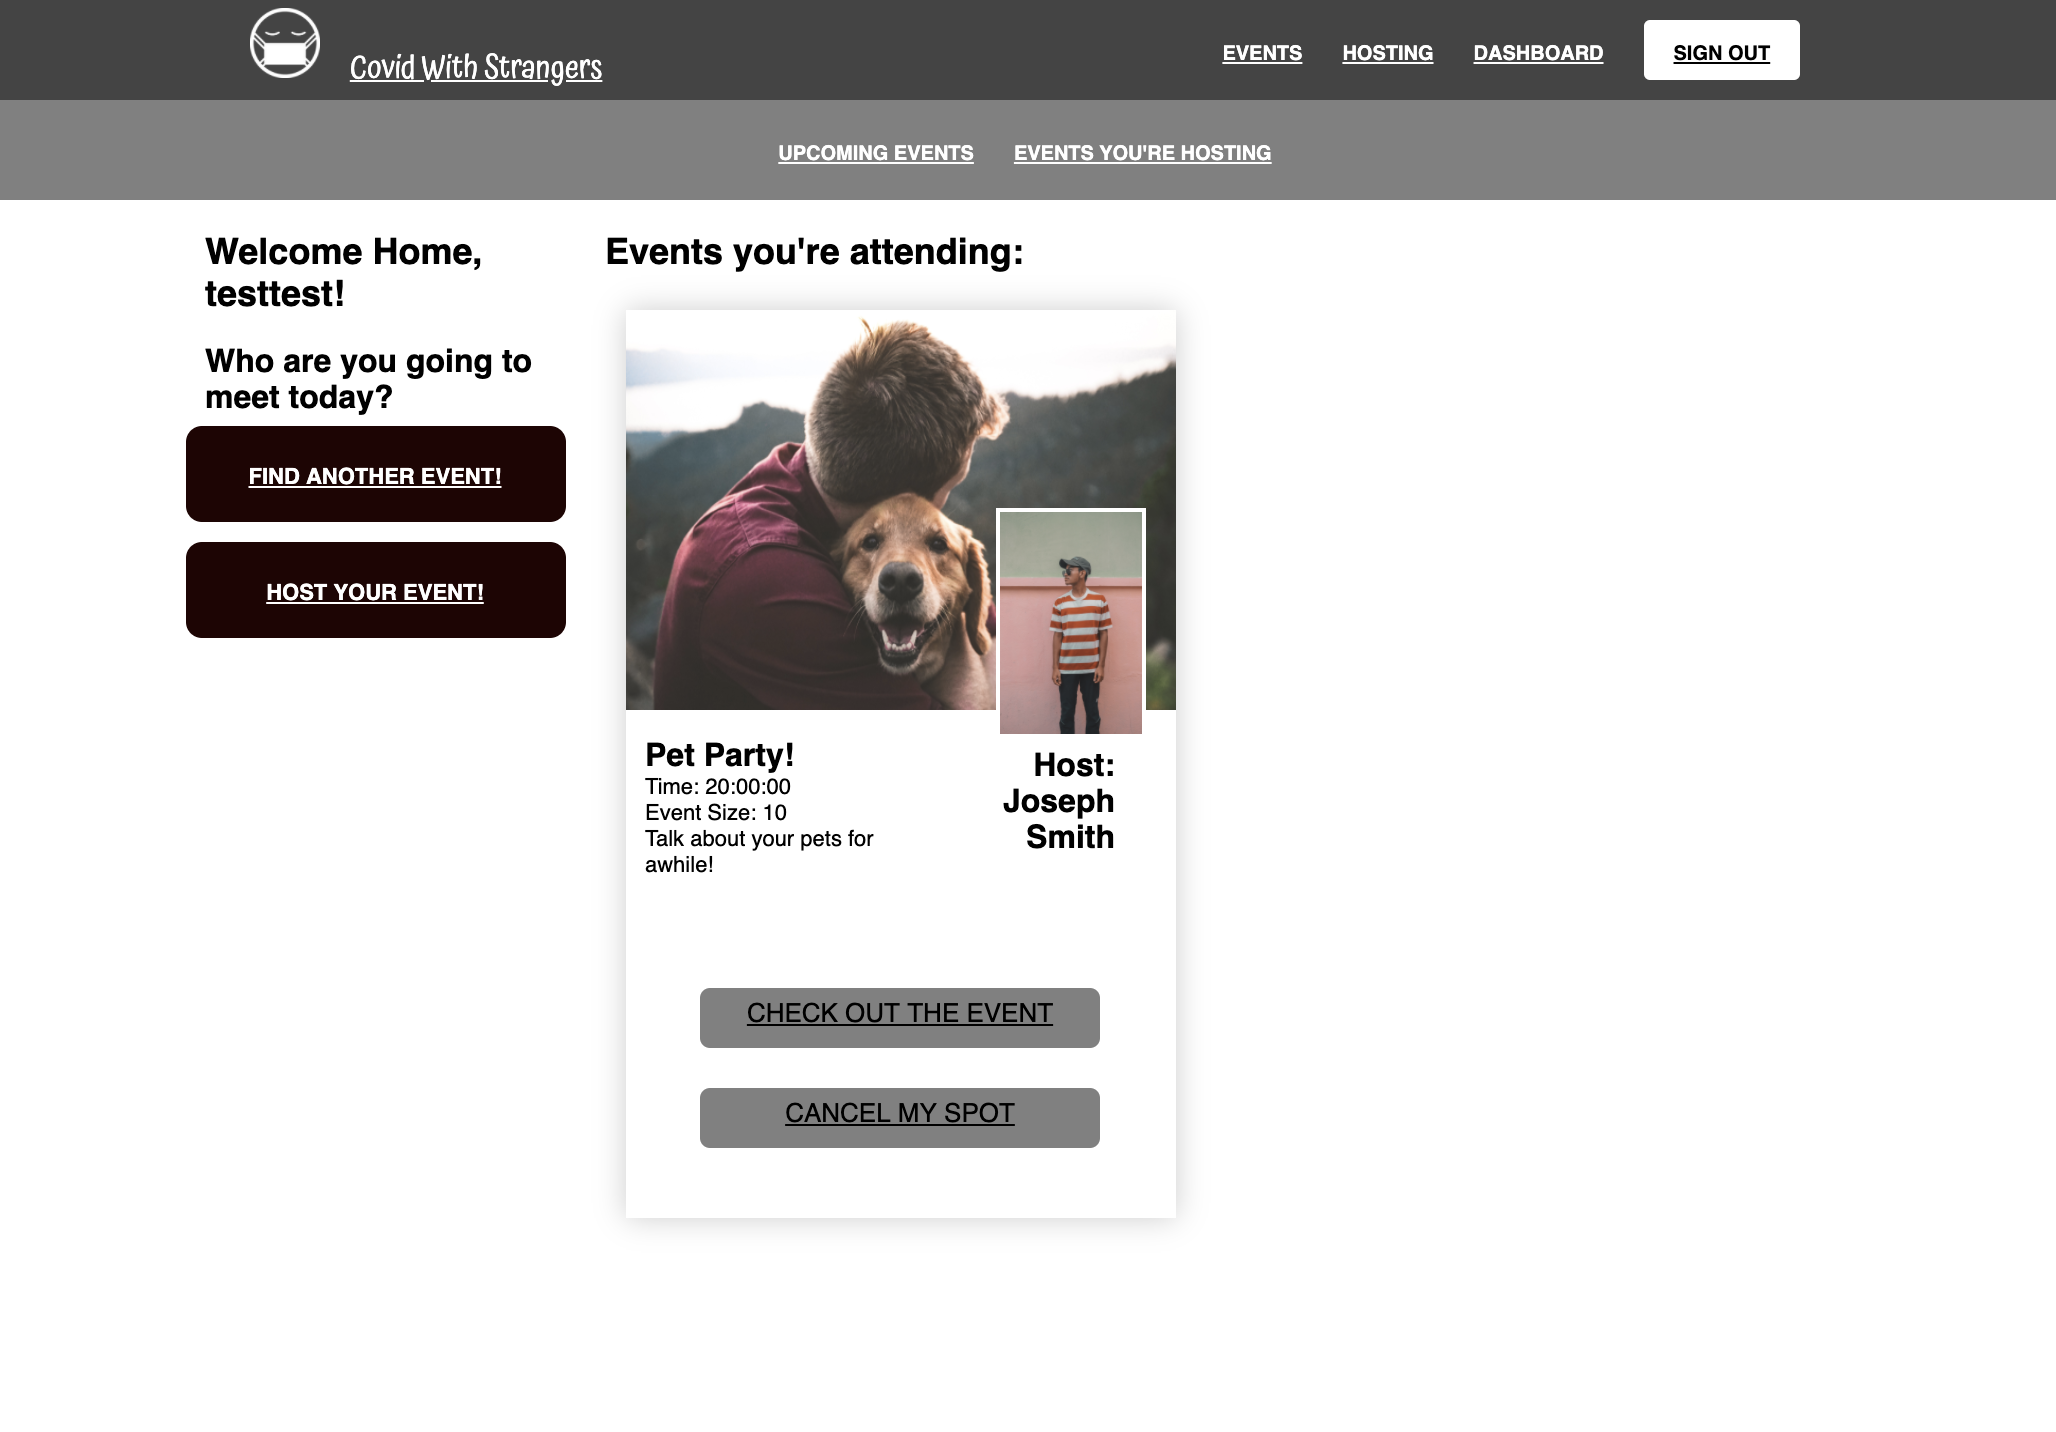 Covid With Strangers
EVENTS
HOSTING
DASHBOARD
SIGN OUT
UPCOMING EVENTS
EVENTS YOU'RE HOSTING
Welcome Home,
testtest!
Who are you going to
meet today?
FIND ANOTHER EVENT!
HOST YOUR EVENT!
Events you're attending:
Pet Party!
Time: 20:00:00
Event Size: 10
Talk about your pets for
awhile!
Host:
Joseph
Smith
CHECK OUT THE EVENT
CANCEL MY SPOT